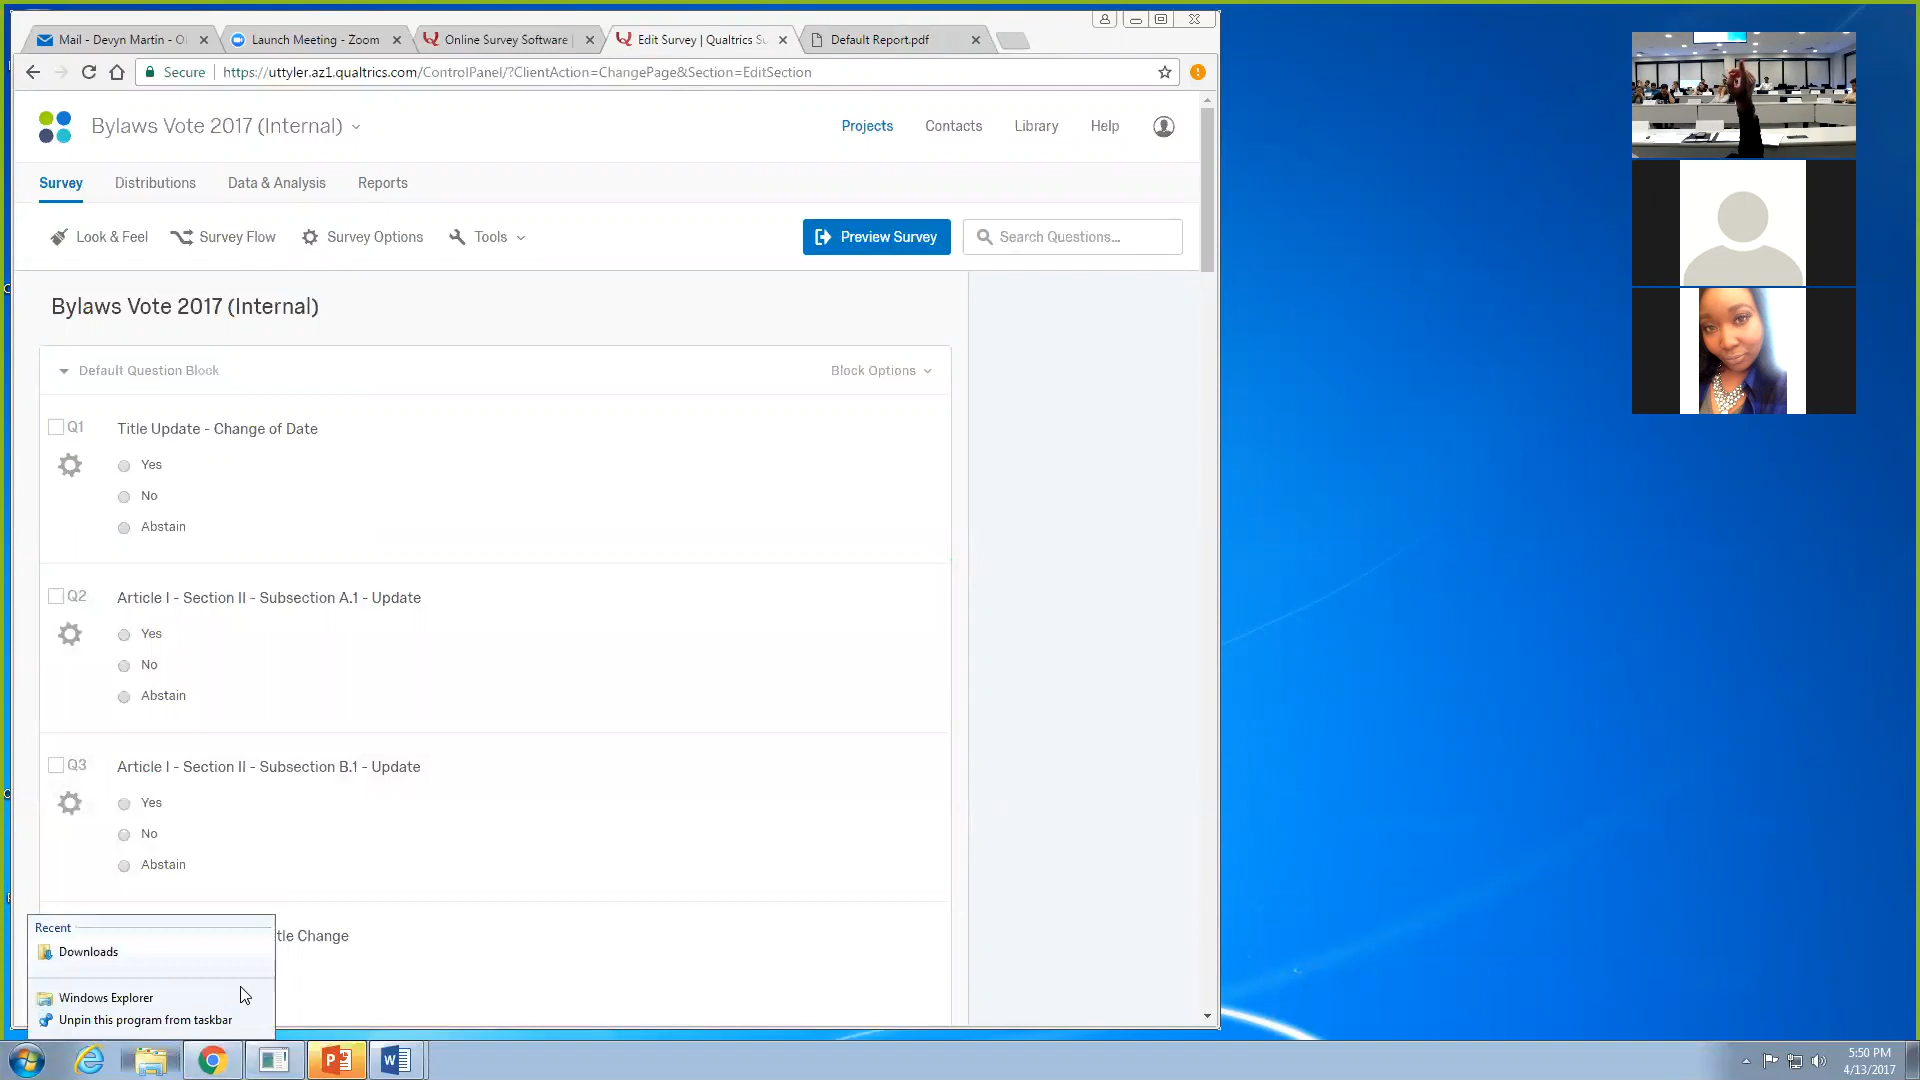 Mail - Devyn Martin - O
Launch Meeting - Zoom
Online Survey Software
Edit Survey | Qualtrics Su
Default Report.pdf
Secure
https://uttyler.az1.qualtrics.com/ControlPanel/?ClientAction=ChangePage&Section=EditSection
Bylaws Vote 2017 (Internal)
Projects
Contacts
Library
Help
Survey
Distributions
Data & Analysis
Reports
Look & Feel
Survey Flow
Survey Options
Tools
Preview Survey
Search Questions...
Bylaws Vote 2017 (Internal)
Default Question Block
Block Options
Q1
Title Update - Change of Date
Yes
No
Abstain
Q2
Article I - Section II - Subsection A.1 - Update
Yes
No
Abstain
Q3
Article I - Section II - Subsection B.1 - Update
Yes
No
Abstain
tle Change
Recent
Downloads
Windows Explorer
Unpin this program from taskbar
5:50 PM
4/13/2017